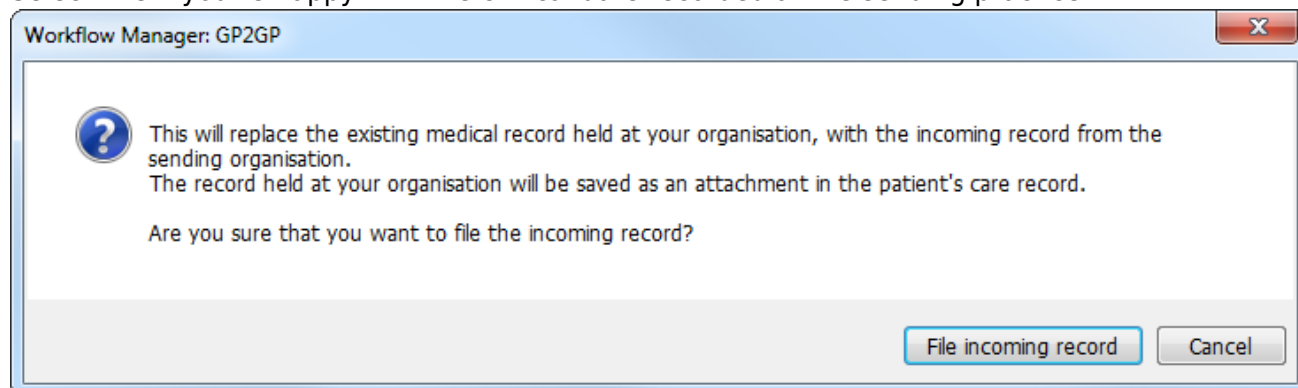 Workflow Manager: GP2GP
This will replace the existing medical record held at your organisation, with the incoming record from the
sending organisation.
The record held at your organisation will be saved as an attachment in the patient's care record.
Are you sure that you want to file the incoming record?
File incoming record Cancel